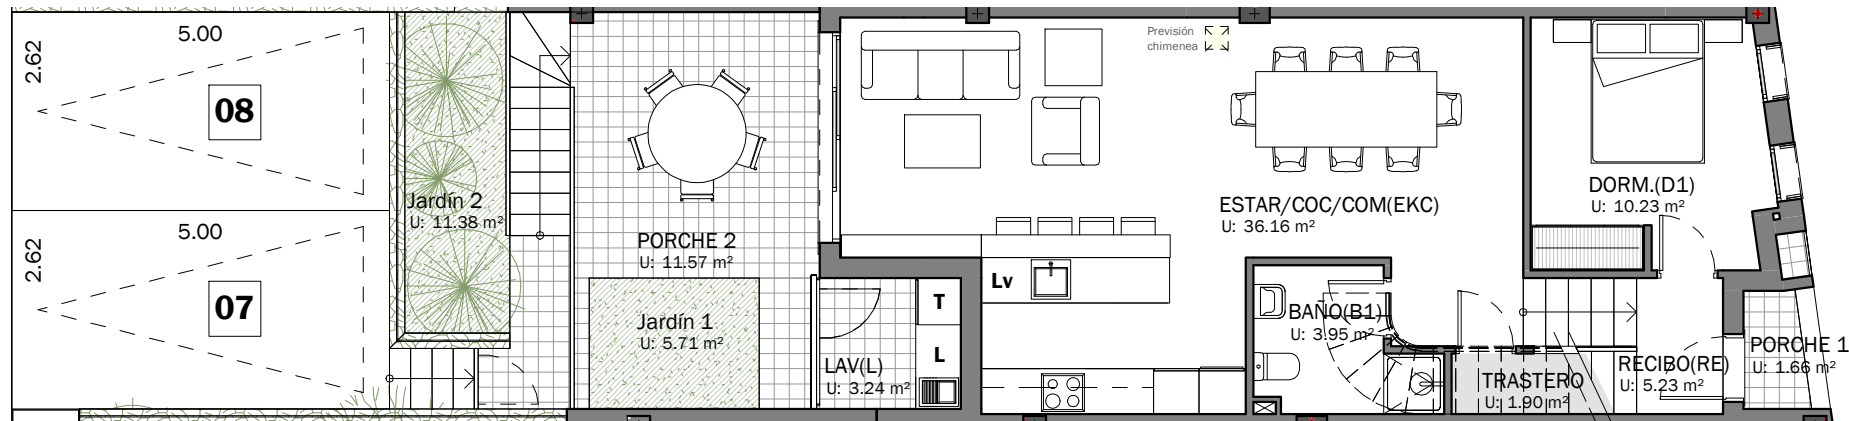 5.00
2.62
08
5.00
2.62
07
Jardín 2
U: 11.38 m²
PORCHE 2
U: 11.57 m²
Jardín 1
U: 5.71 m²
LAV(L)
U: 3.24 m²
T
L
Lv
Previsión
chimenea
ESTAR/COC/COM(EKC)
U: 36.16 m²
BAÑO(B1)
U: 3.95 m²
DORM.(D1)
U: 10.23 m²
TRASTERO
U: 1.90 m²
RECIBO(RE)
U: 5.23 m²
PORCHE 1
U: 1.66 m²